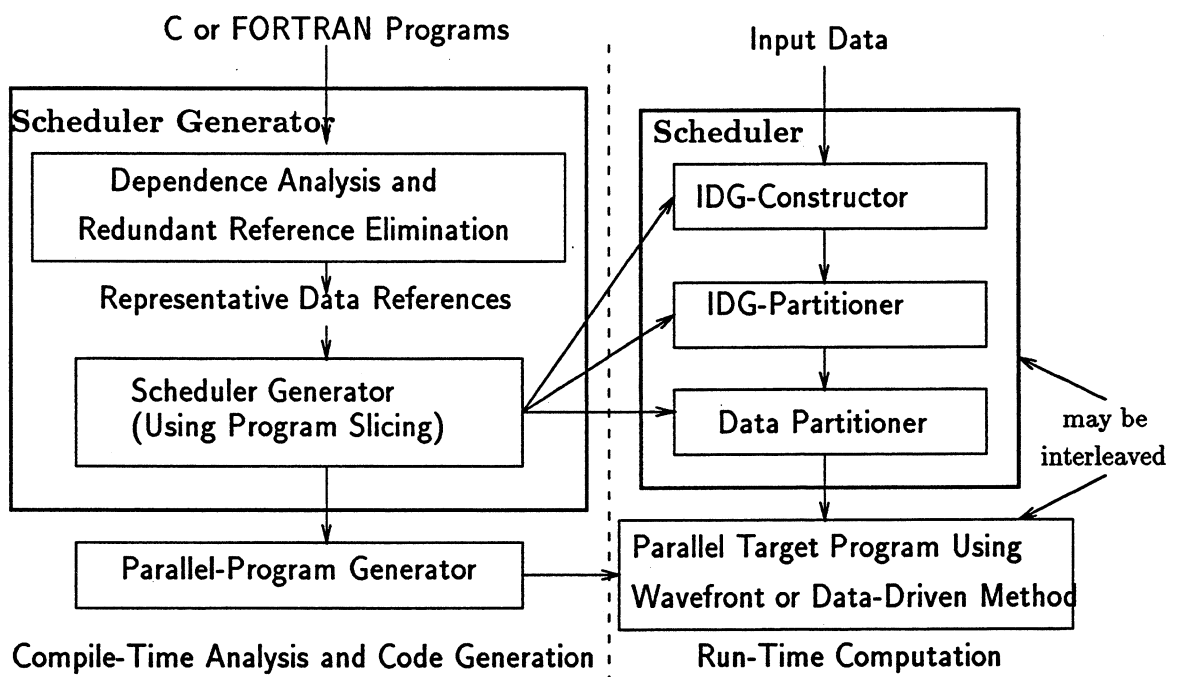 C or FORTRAN Programs
Scheduler Generator
Dependence Analysis and
Redundant Reference Elimination
Representative Data References
Scheduler Generator
(Using Program Slicing)
Parallel-Program Generator
Compile-Time Analysis and Code Generation
Input Data
Scheduler
IDG-Constructor
IDG-Partitioner
Data Partitioner
may be
interleaved
Parallel Target Program Using
Wavefront or Data-Driven Method
Run-Time Computation